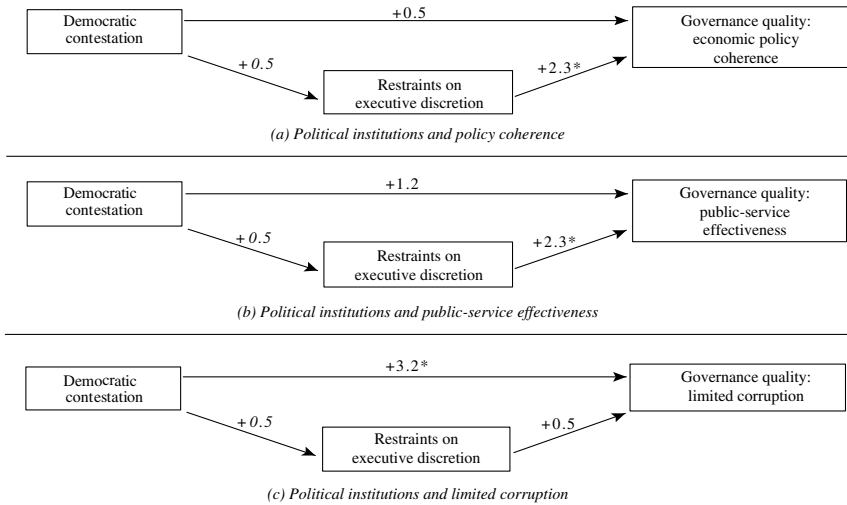 Democratic
contestation
+0.5
Governance quality:
economic policy
coherence
+0.5
Restraints on
executive discretion
+2.3*
(a) Political institutions and policy coherence
Democratic
contestation
+1.2
Governance quality:
public-service
effectiveness
+0.5
Restraints on
executive discretion
+2.3*
(b) Political institutions and public-service effectiveness
Democratic
contestation
+3.2*
Governance quality:
limited corruption
+0.5
Restraints on
executive discretion
+0.5
(c) Political institutions and limited corruption